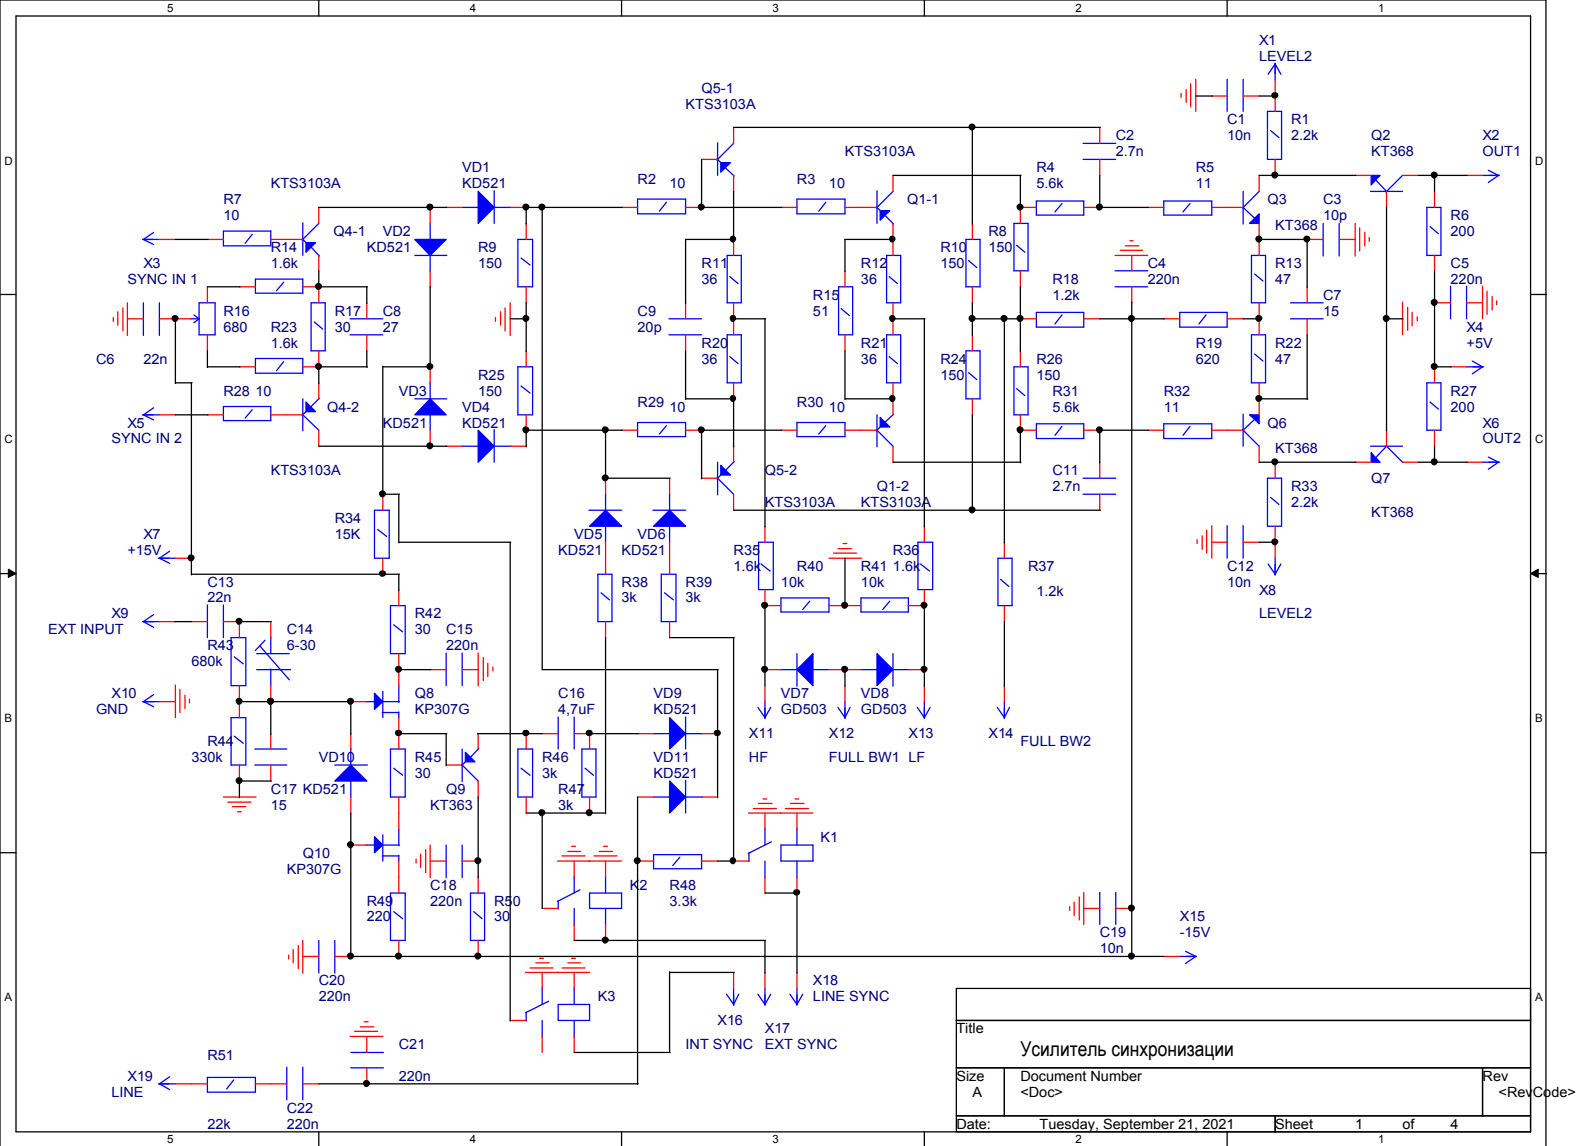 5 4 3 2 1
D
C
B
A
X1
LEVEL2
Q5-1
KTS3103A
C1
10n
R1
2.2k
Q2
KT368
X2
OUT1
C2
2.7n
KTS3103A
VD1
KD521
KTS3103A
R2 10
R3 10
R4
5.6k
R5
11
R7
10
Q4-1
Q1-1
Q3
KT368
C3
10p
R6
200
VD2
KD521
R9
150
R14
1.6k
X3
SYNC IN 1
R10
150
R8
150
R11
36
R12
36
C4
220n
R13
47
C5
220n
R18
1.2k
R15
51
C7
15
R16
680
R17
30
C8
27
C9
20p
R23
1.6k
X4
+5V
C6 22n
R20
36
R21
36
R19
620
R22
47
R24
150
R26
150
R25
150
R28 10
Q4-2
VD3
KD521
VD4
KD521
R29
10
R30 10
R31
5.6k
R32
11
R27
200
X5
SYNC IN 2
Q6
KT368
X6
OUT2
KTS3103A
Q5-2
KTS3103A
Q1-2
KTS3103A
C11
2.7n
R33
2.2k
Q7
KT368
R34
15K
X7
+15V
VD5
KD521
VD6
KD521
R35
1.6k
R40
10k
R41
10k
R36
1.6k
R37
1.2k
C12
10n
X8
LEVEL2
C13
22n
R38
3k
R39
3k
X9
EXT INPUT
C14
6-30
R42
30
C15
220n
R43
680k
X10
GND
Q8
KP307G
C16
4,7uF
VD9
KD521
VD7
GD503
VD8
GD503
X11
HF
X12
FULL BW1
X13
LF
X14
FULL BW2
R44
330k
VD10
KD521
R45
30
Q9
KT363
R46
3k
R47
3k
VD11
KD521
C17
15
K1
Q10
KP307G
C18
220n
K2
R48
3.3k
R49
220
R50
30
C19
10n
X15
-15V
C20
220n
K3
X18
LINE SYNC
X16
INT SYNC
X17
EXT SYNC
C21
220n
R51
22k
X19
LINE
C22
220n
Title
Усилитель синхронизации
Size
A
Document Number
<Doc>
Rev
<RevCode>
Date: Tuesday, September 21, 2021 Sheet 1 of 4
5 4 3 2 1
D
C
B
A